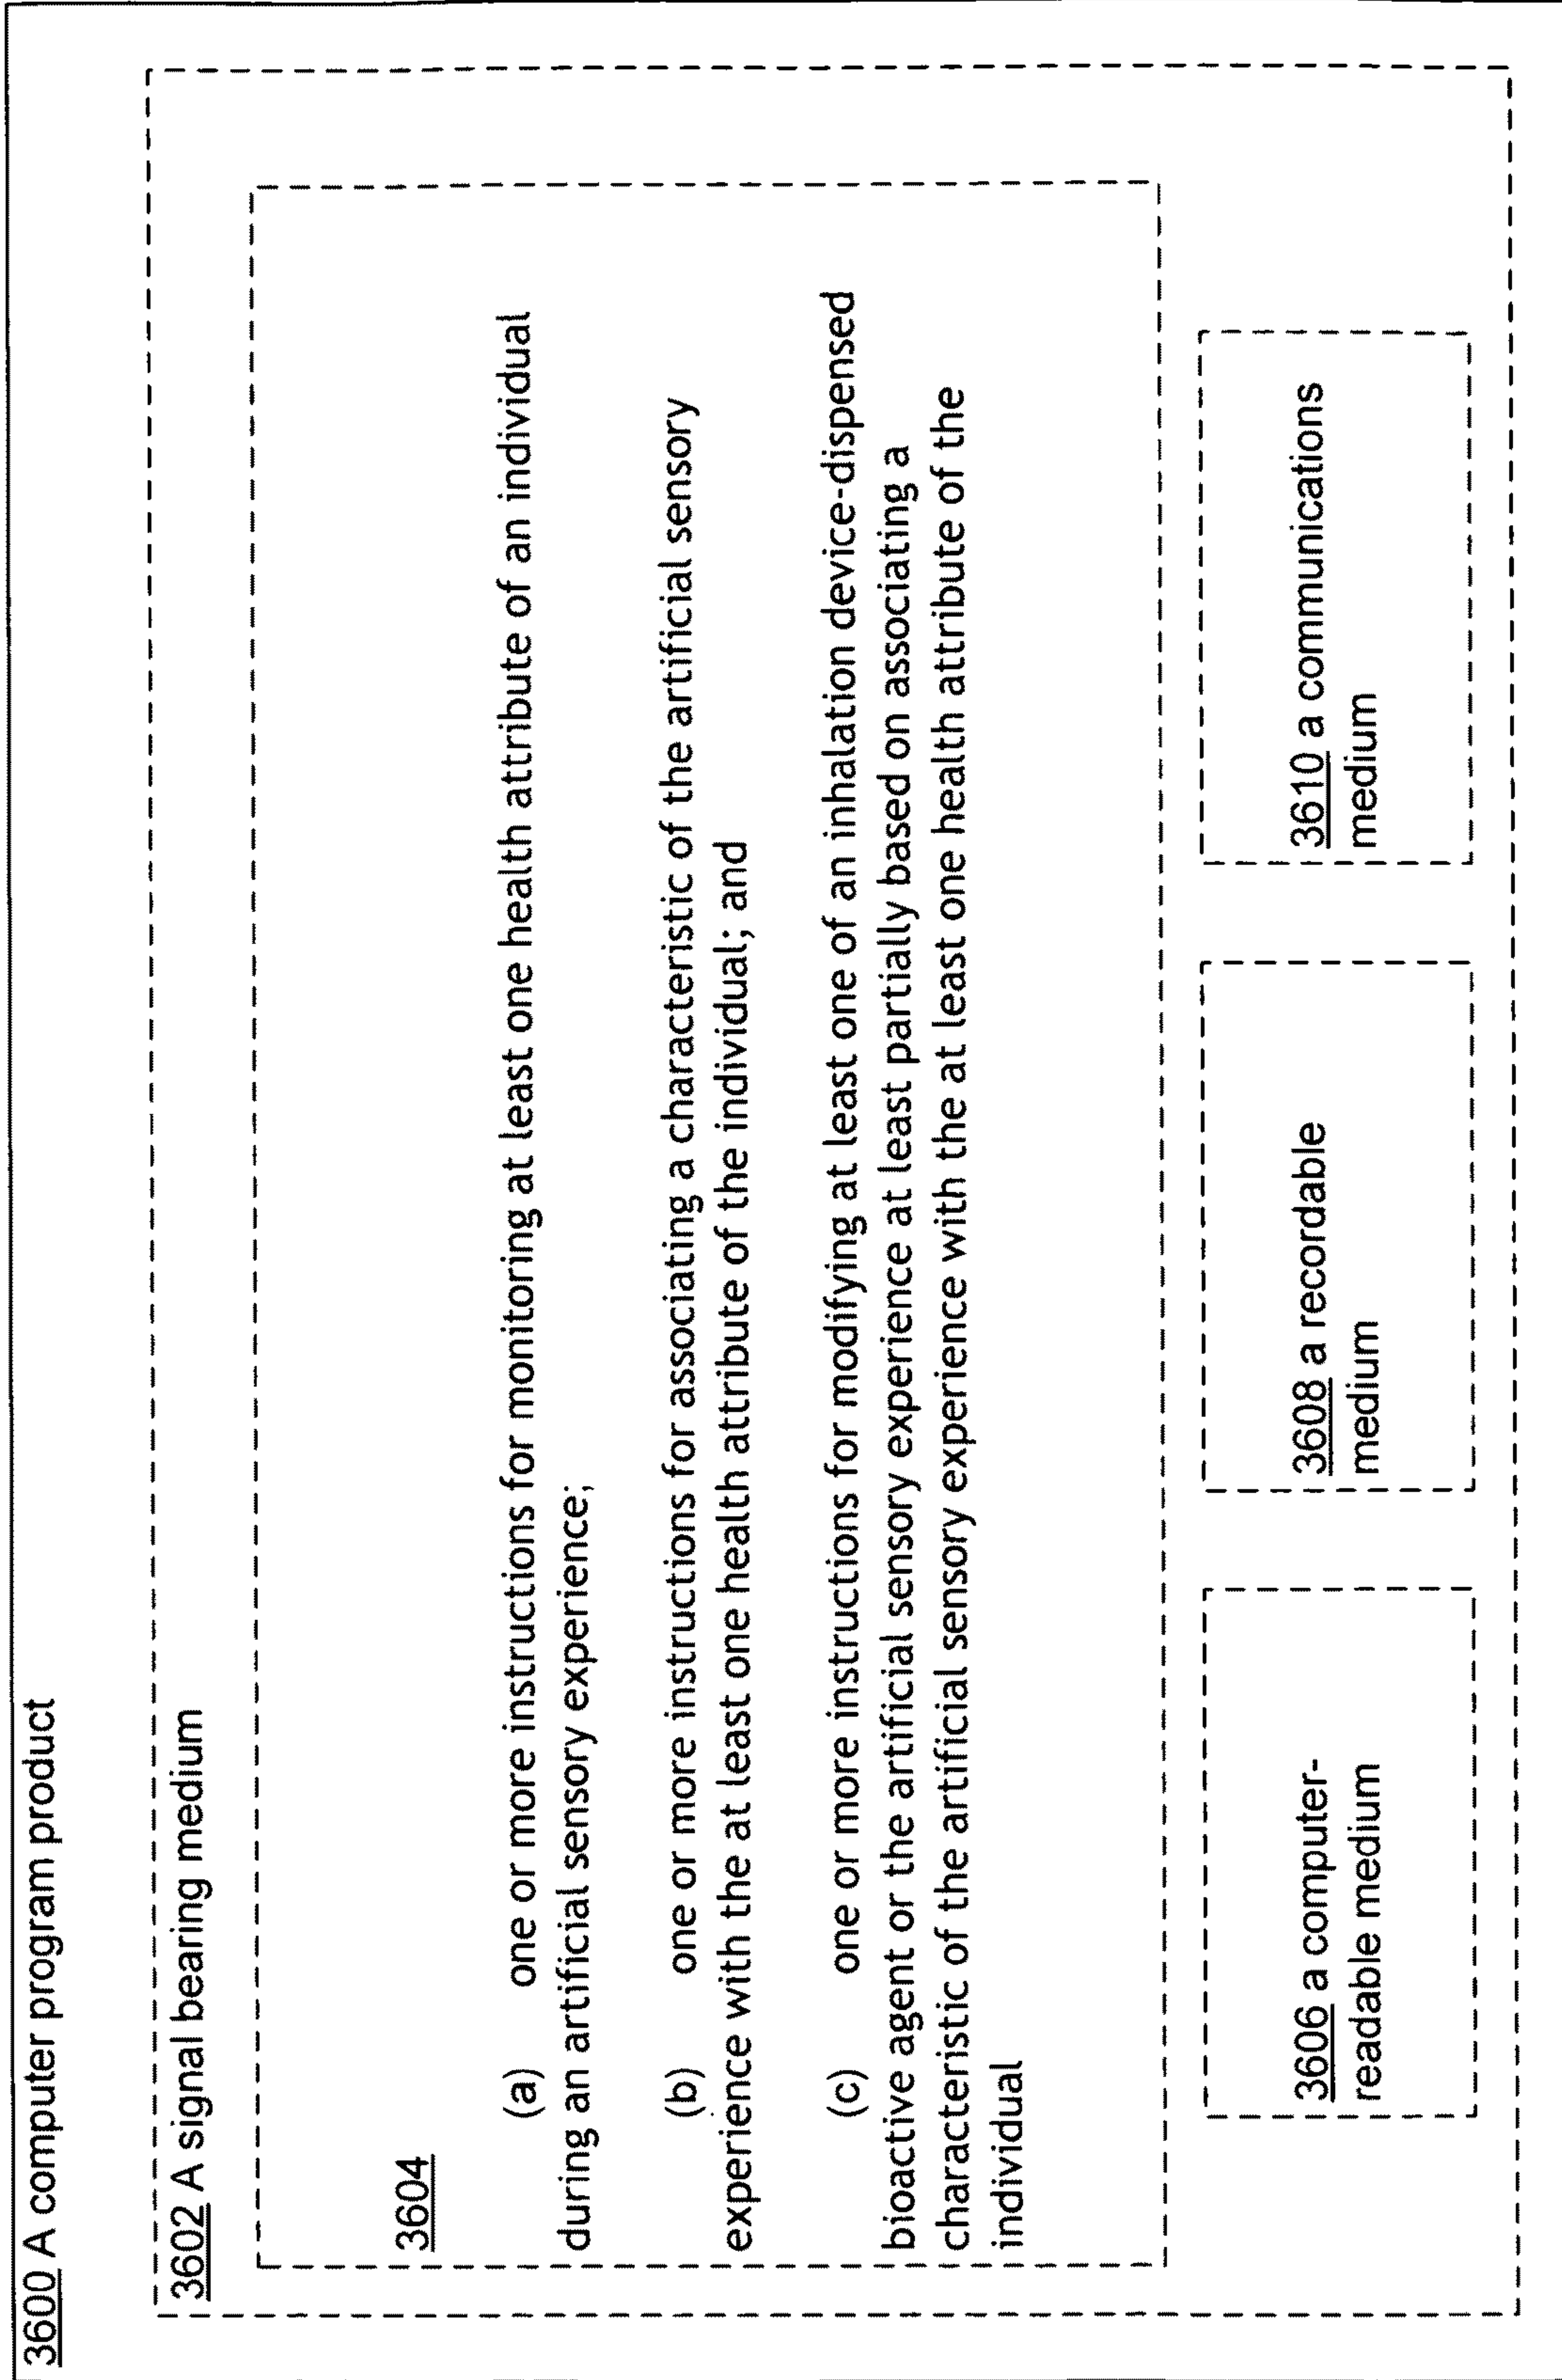 3600 A computer program product
3602 A signal bearing medium
3604
(a) one or more instructions for monitoring at least one health attribute of an individual
during an artificial sensory experience;
(b) one or more instructions for associating a characteristic of the artificial sensory
experience with the at least one health attribute of the individual; and
(c) one or more instructions for modifying at least one of an inhalation device-dispensed
bioactive agent or the artificial sensory experience at least partially based on associating a
characteristic of the artificial sensory experience with the at least one health attribute of the
individual
3606 a computer-
readable medium
3608 a recordable
medium
3610 a communications
medium